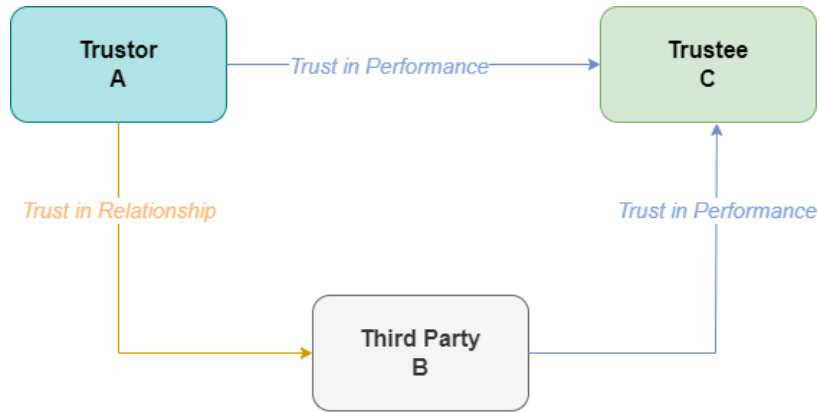 Trustor
A
Trust in Performance
Trustee
C
Trust in Relationship
Trust in Performance
Third Party
B